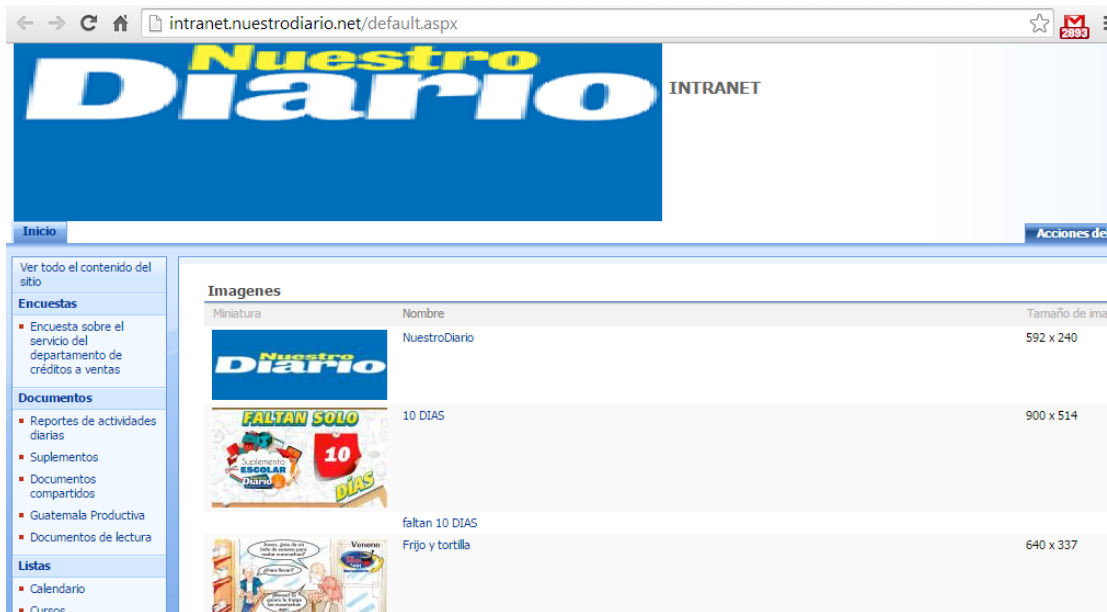 intranet.nuestrodiario.net/default.aspx
2893
Nuestro
Diario
INTRANET
Inicio
Acciones de
Ver todo el contenido del
sitio
Encuestas
Encuesta sobre el
servicio del
departamento de
créditos a ventas
Documentos
Reportes de actividades
diarias
Suplementos
Documentos
compartidos
Guatemala Productiva
Documentos de lectura
Listas
Calendario
Cursos
Imagenes
Miniatura Nombre Tamaño de ima
Nuestro
Diario
NuestroDiario 592 x 240
FALTAN SOLO
10
DÍAS
Suplemento
ESCOLAR
Diario
10 DIAS 900 x 514
faltan 10 DIAS
Veneno
Frijo y tortilla 640 x 337